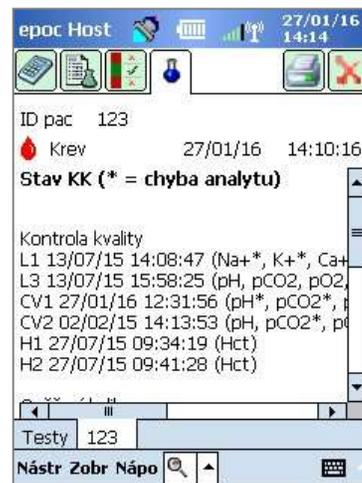 epoc Host 27/01/16 14:14
ID pac 123
Krev 27/01/16 14:10:16
Stav KK (* = chyba analytu)
Kontrola kvality
L1 13/07/15 14:08:47 (Na+*, K+*, Ca+
L3 13/07/15 15:58:25 (pH, pCO2, pO2,
CV1 27/01/16 12:31:56 (pH*, pCO2*,
CV2 02/02/15 14:13:53 (pH, pCO2*,
H1 27/07/15 09:34:19 (Hct)
H2 27/07/15 09:41:28 (Hct)
Testy 123
Nástr Zobr Nápo